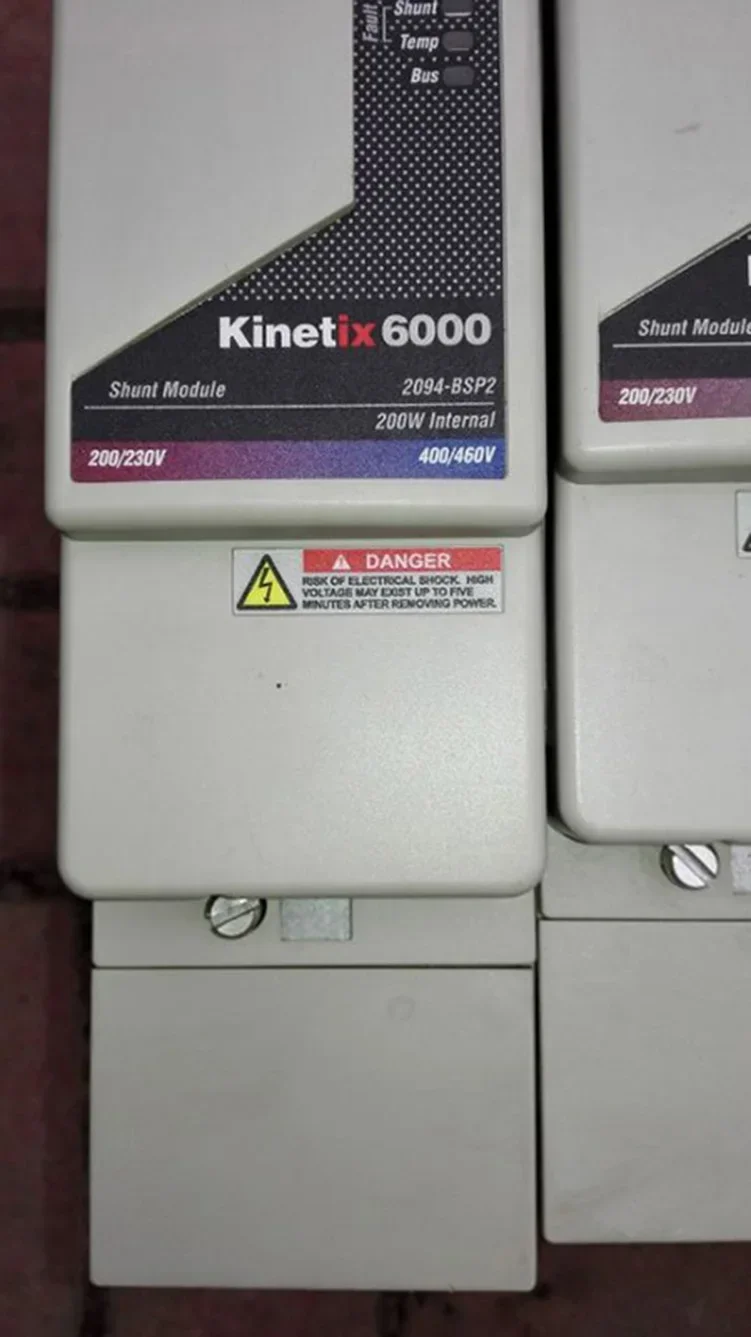 Fault
Shunt
Temp
Bus
Kinetix 6000
Shunt Module 2094-BSP2
200W Internal
200/230V 400/460V
DANGER
RISK OF ELECTRICAL SHOCK. HIGH
VOLTAGE MAY EXIST UP TO FIVE
MINUTES AFTER REMOVING POWER.
Shunt Module
200/230V